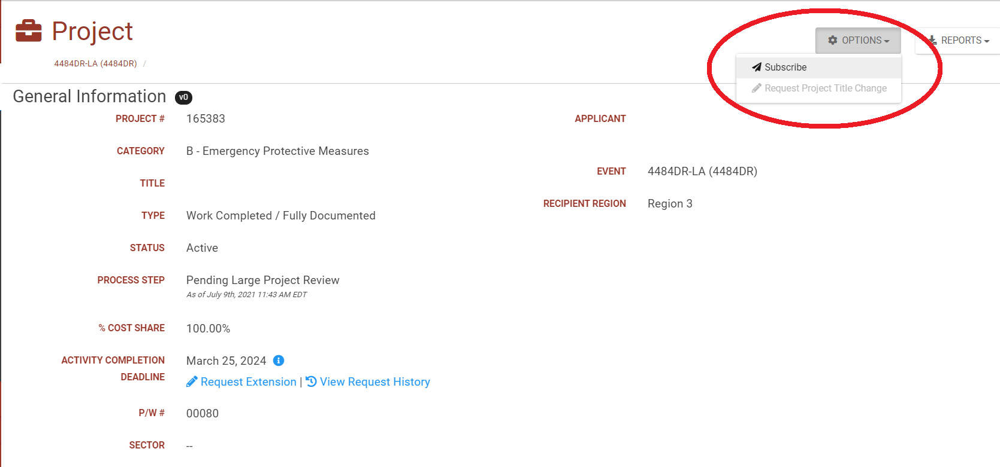 Project
OPTIONS
REPORTS
4484DR-LA (4484DR) /
Subscribe
Request Project Title Change
General Information v0
PROJECT # 165383
APPLICANT
CATEGORY B - Emergency Protective Measures
EVENT 4484DR-LA (4484DR)
TITLE
RECIPIENT REGION Region 3
TYPE Work Completed / Fully Documented
STATUS Active
PROCESS STEP Pending Large Project Review
As of July 9th, 2021 11:43 AM EDT
% COST SHARE 100.00%
ACTIVITY COMPLETION March 25, 2024
DEADLINE Request Extension | View Request History
P/W # 00080
SECTOR --